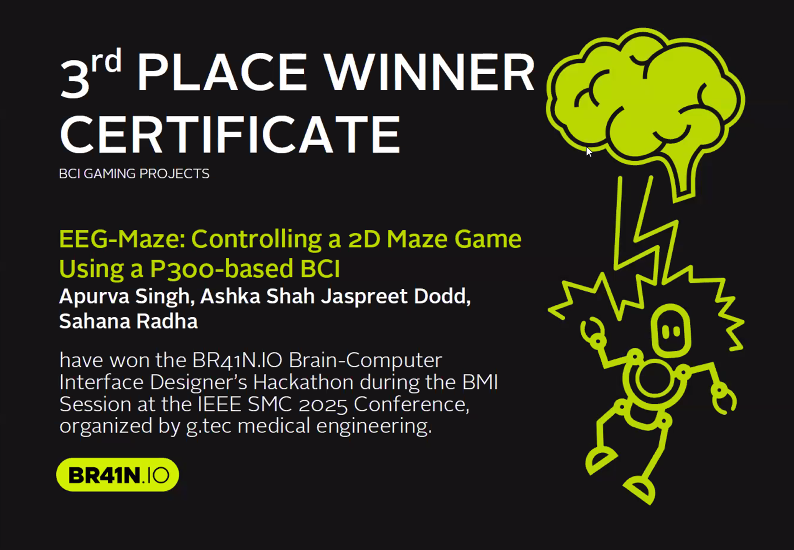 3rd PLACE WINNER
CERTIFICATE
BCI GAMING PROJECTS
EEG-Maze: Controlling a 2D Maze Game
Using a P300-based BCI
Apurva Singh, Ashka Shah Jaspreet Dodd,
Sahana Radha
have won the BR41N.IO Brain-Computer
Interface Designer's Hackathon during the BMI
Session at the IEEE SMC 2025 Conference,
organized by g.tec medical engineering.
BR41N.IO